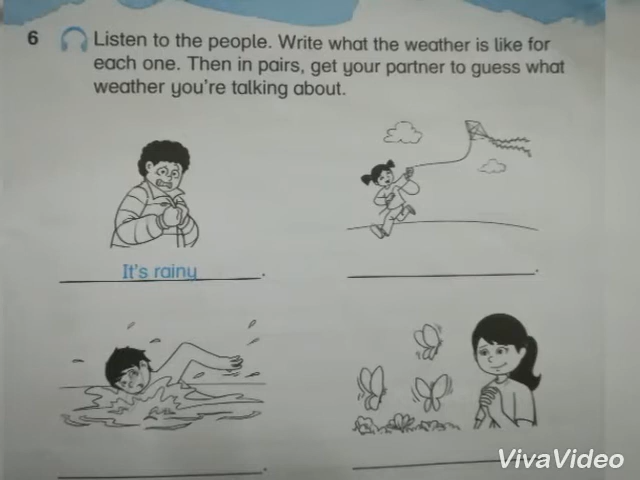 6 Listen to the people. Write what the weather is like for
each one. Then in pairs, get your partner to guess what
weather you're talking about.
It's rainy.
VivaVideo